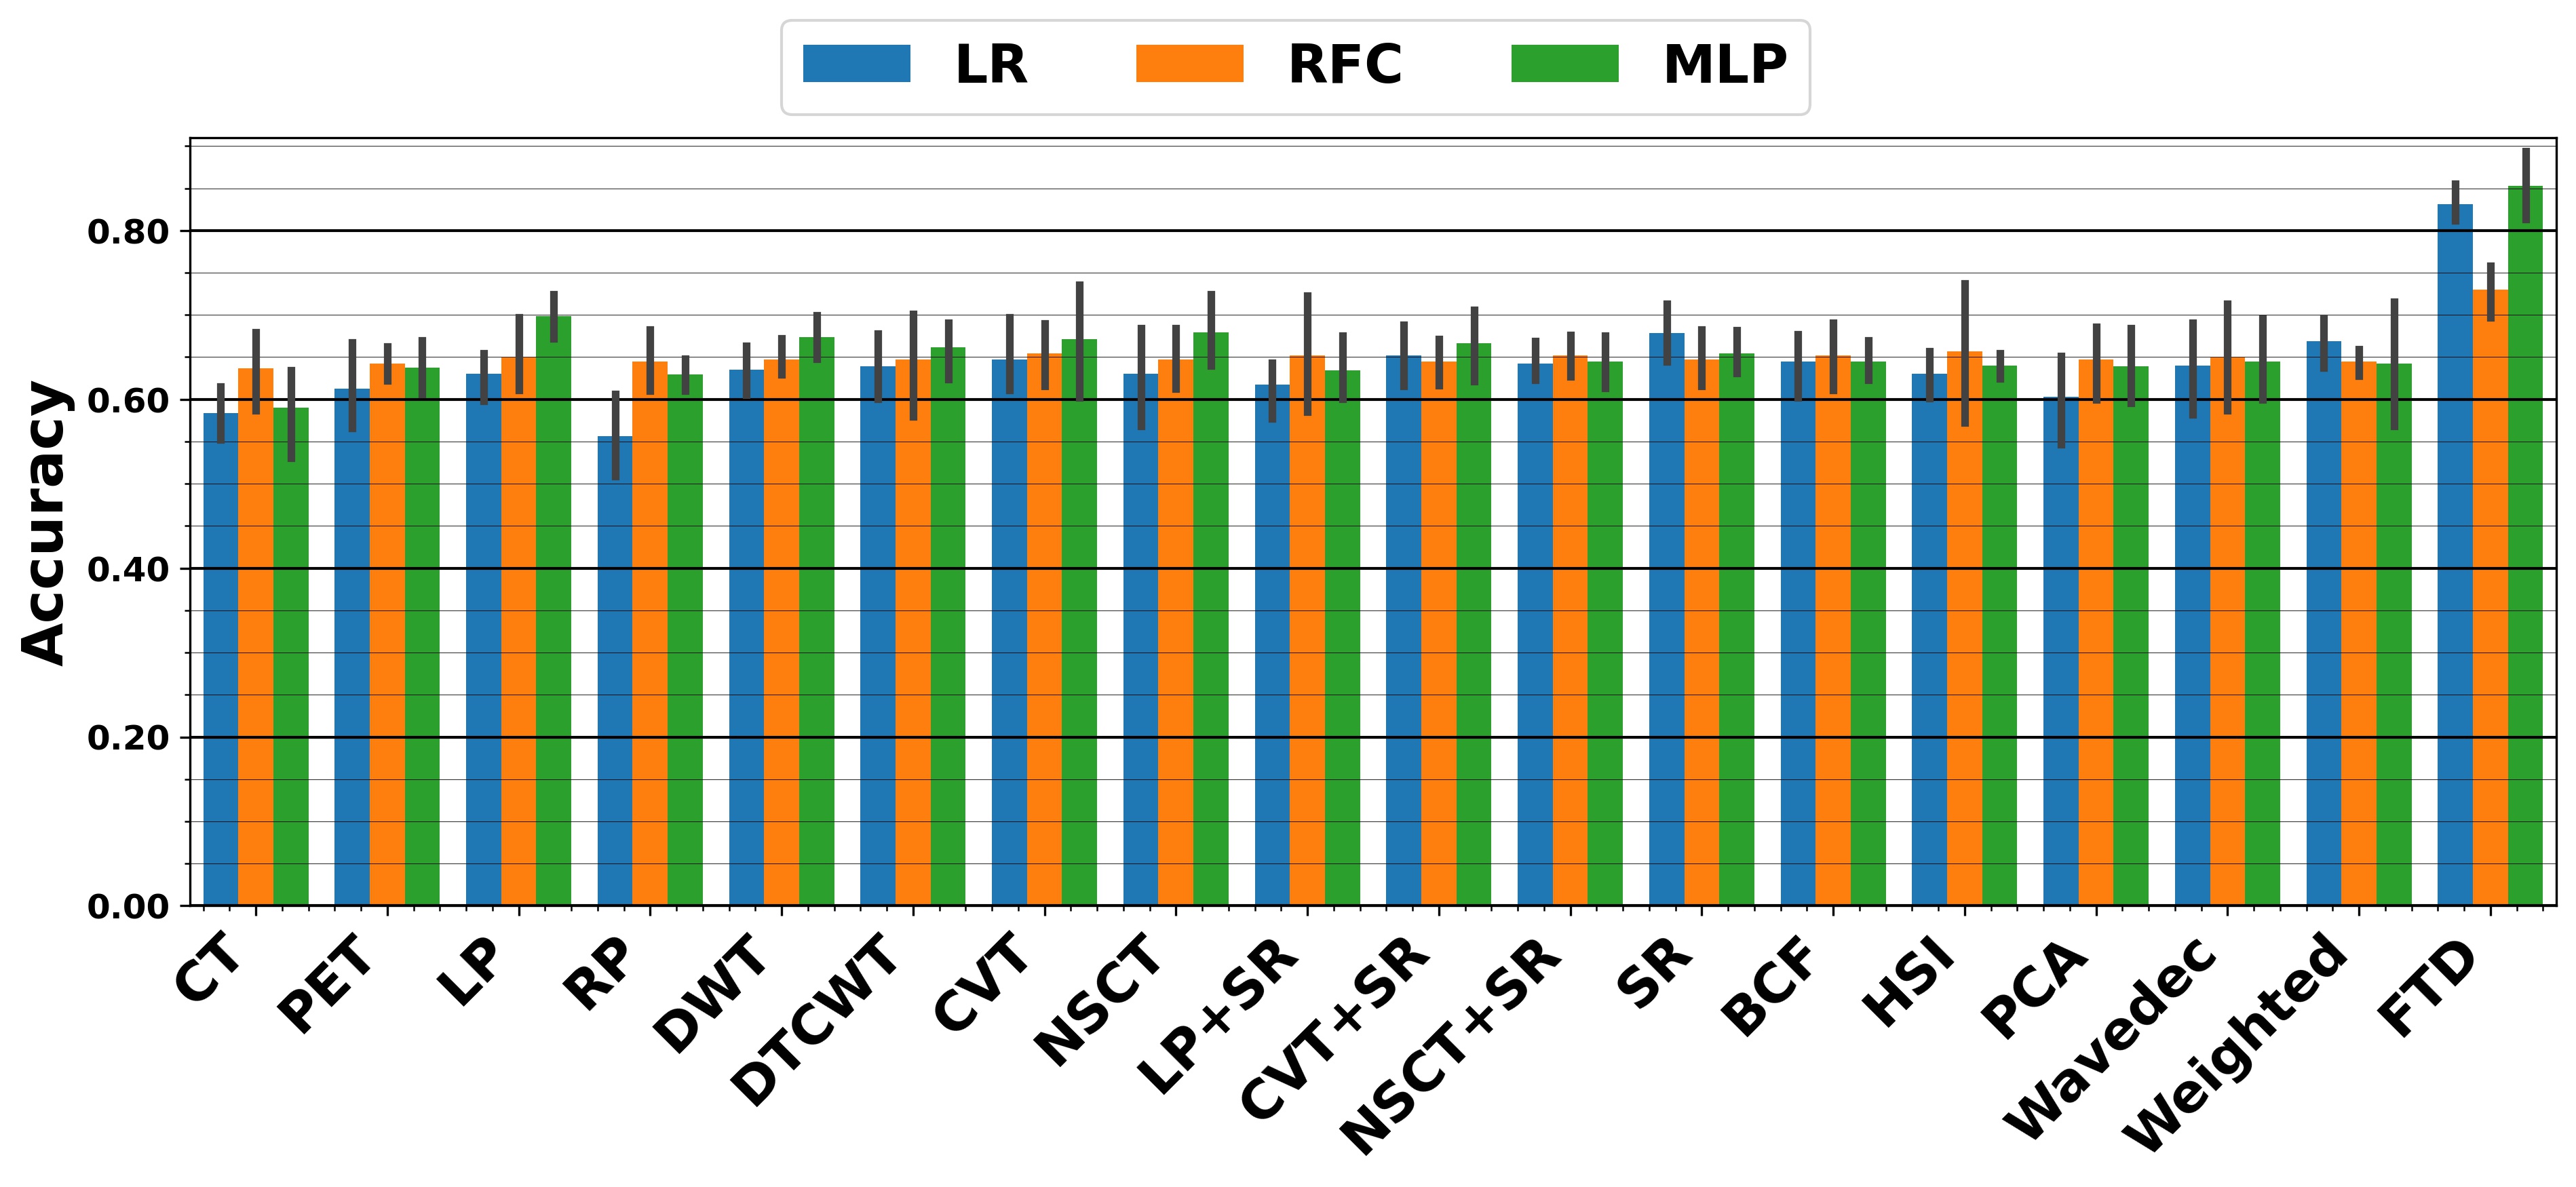 LR RFC MLP
Accuracy
0.80
0.60
0.40
0.20
0.00
CT PET LP RP DWT DTCWT CVT NSCT LP+SR CVT+SR NSCT+SR SR BCF HSI PCA Wavedec Weighted FTD